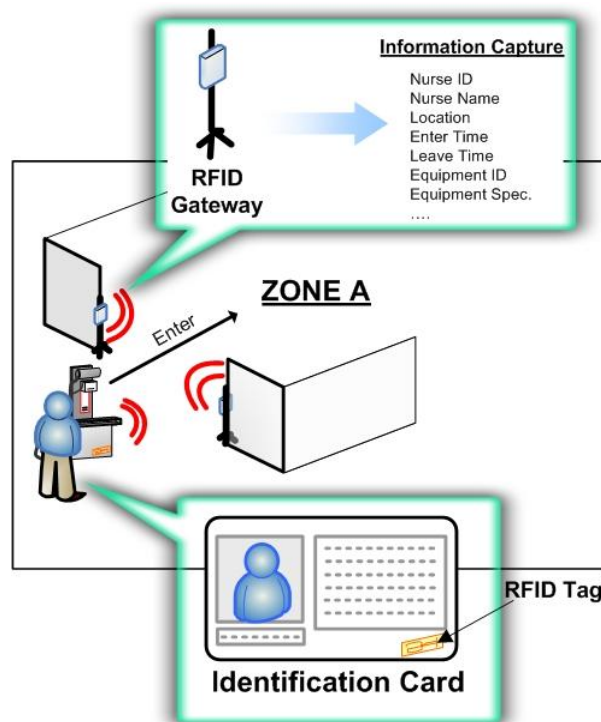 Information Capture
Nurse ID
Nurse Name
Location
Enter Time
Leave Time
Equipment ID
Equipment Spec.
....
RFID
Gateway
ZONE A
Enter
RFID Tag
Identification Card